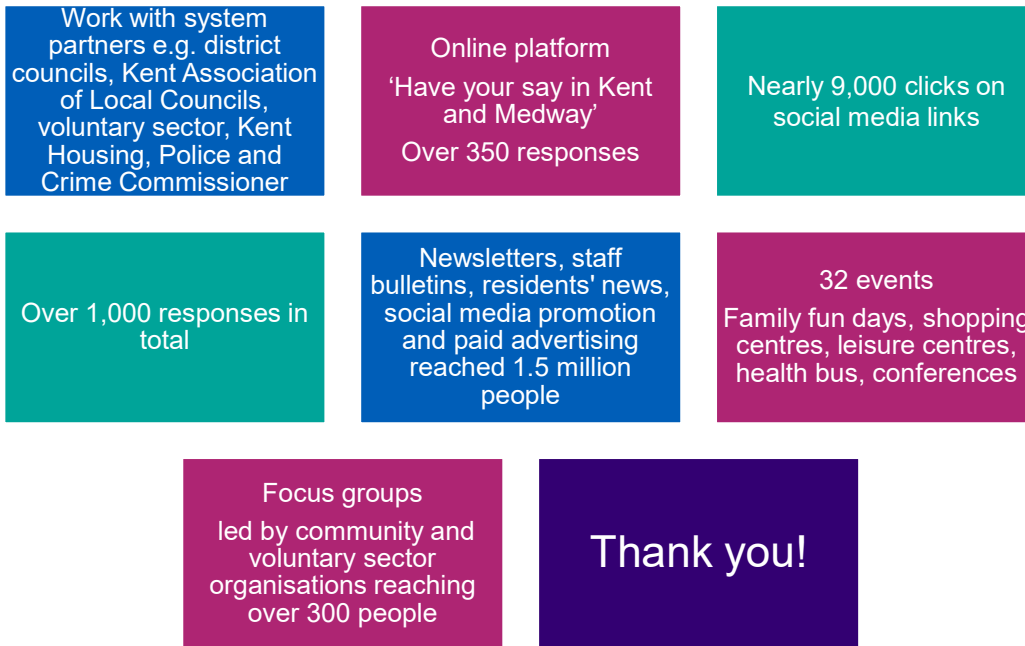 Work with system
partners e.g. district
councils, Kent Association
of Local Councils,
voluntary sector, Kent
Housing, Police and
Crime Commissioner
Online platform
‘Have your say in Kent
and Medway’
Over 350 responses
Nearly 9,000 clicks on
social media links
Over 1,000 responses in
total
Newsletters, staff
bulletins, residents' news,
social media promotion
and paid advertising
reached 1.5 million
people
32 events
Family fun days, shopping
centres, leisure centres,
health bus, conferences
Focus groups
led by community and
voluntary sector
organisations reaching
over 300 people
Thank you!